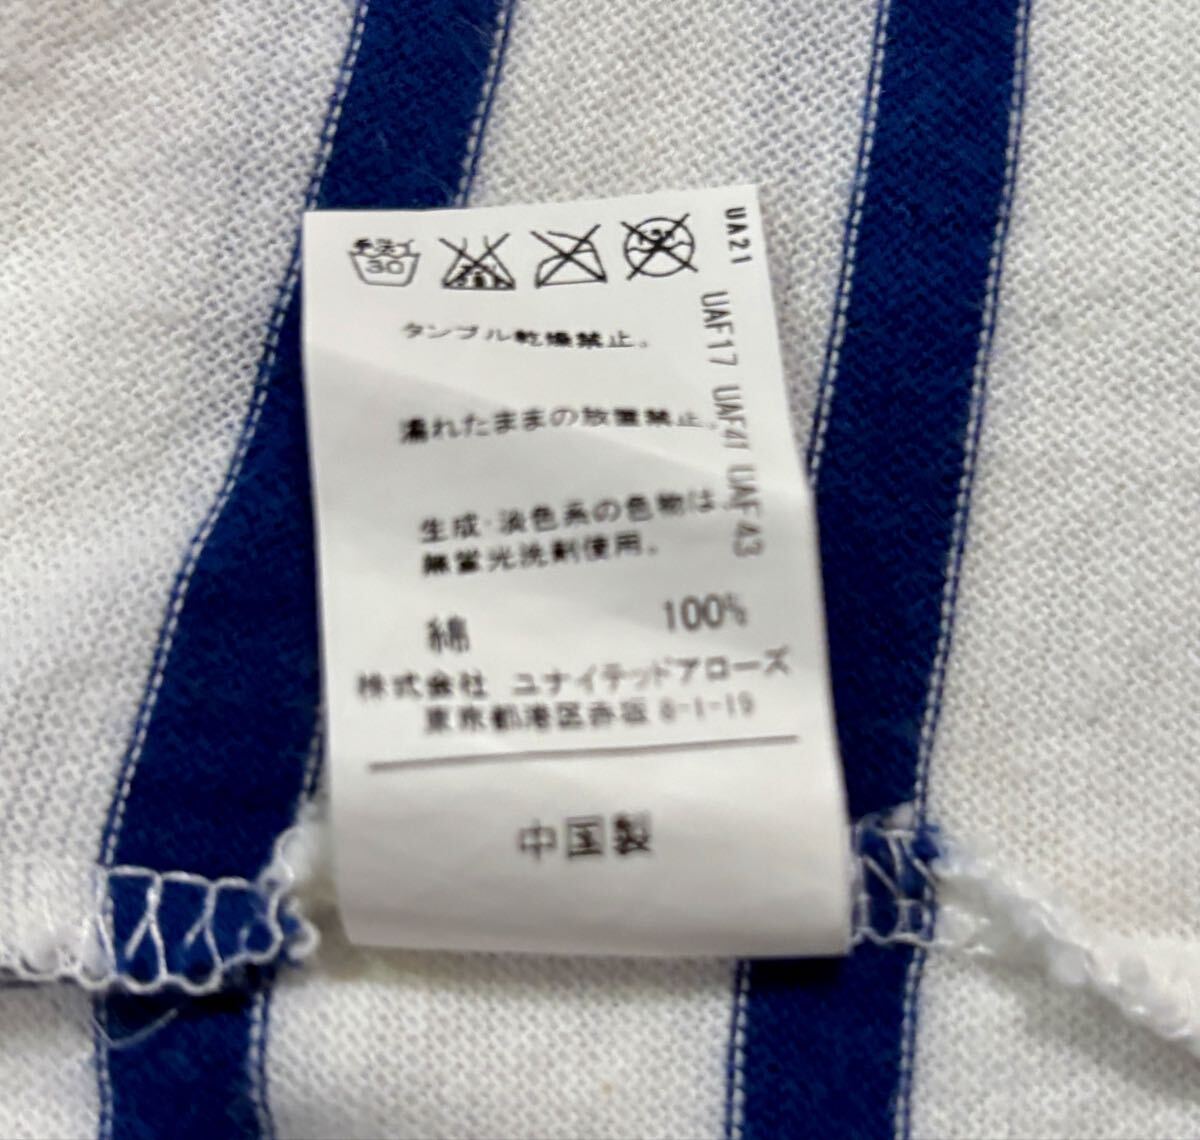 手洗イ
30
タンブル乾燥禁止。
濡れたままの放置禁止。
生成・淡色系の色物は、
無蛍光洗剤使用。
綿 100%
株式会社 ユナイテッドアローズ
東京都港区赤坂8-1-19
中国製
UA21
UAF17 UAF41 UAF43